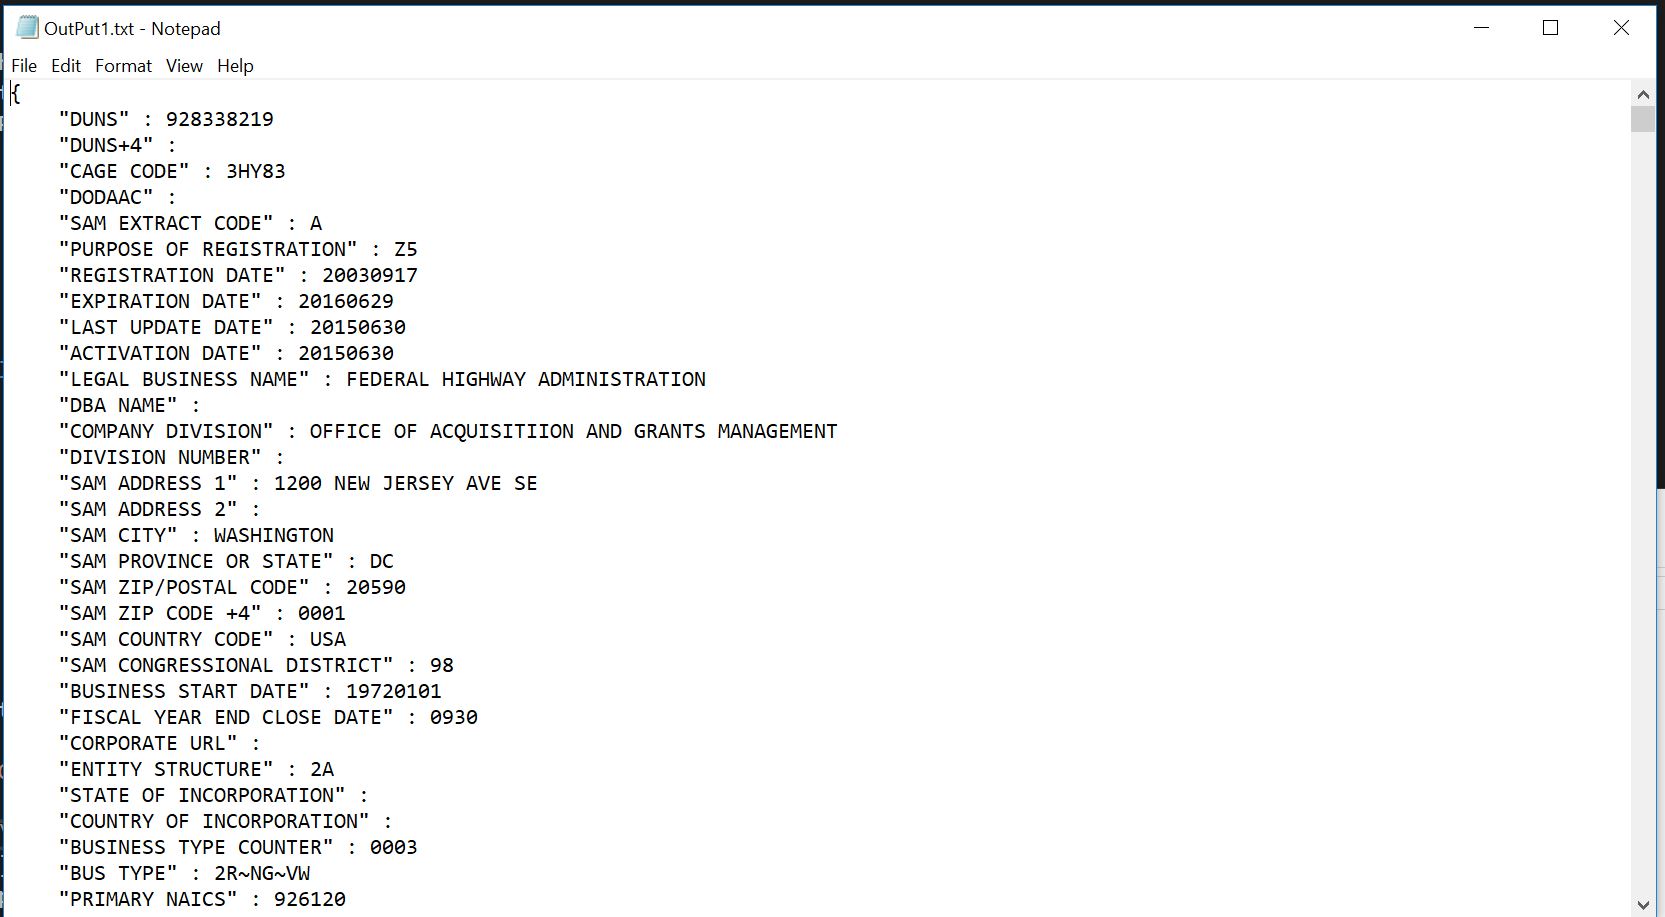 OutPut1.txt - Notepad
File Edit Format View Help
{
"DUNS" : 928338219
"DUNS+4" :
"CAGE CODE" : 3HY83
"DODAAC" :
"SAM EXTRACT CODE" : A
"PURPOSE OF REGISTRATION" : Z5
"REGISTRATION DATE" : 20030917
"EXPIRATION DATE" : 20160629
"LAST UPDATE DATE" : 20150630
"ACTIVATION DATE" : 20150630
"LEGAL BUSINESS NAME" : FEDERAL HIGHWAY ADMINISTRATION
"DBA NAME" :
"COMPANY DIVISION" : OFFICE OF ACQUISITIION AND GRANTS MANAGEMENT
"DIVISION NUMBER" :
"SAM ADDRESS 1" : 1200 NEW JERSEY AVE SE
"SAM ADDRESS 2" :
"SAM CITY" : WASHINGTON
"SAM PROVINCE OR STATE" : DC
"SAM ZIP/POSTAL CODE" : 20590
"SAM ZIP CODE +4" : 0001
"SAM COUNTRY CODE" : USA
"SAM CONGRESSIONAL DISTRICT" : 98
"BUSINESS START DATE" : 19720101
"FISCAL YEAR END CLOSE DATE" : 0930
"CORPORATE URL" :
"ENTITY STRUCTURE" : 2A
"STATE OF INCORPORATION" :
"COUNTRY OF INCORPORATION" :
"BUSINESS TYPE COUNTER" : 0003
"BUS TYPE" : 2R~NG~VW
"PRIMARY NAICS" : 926120